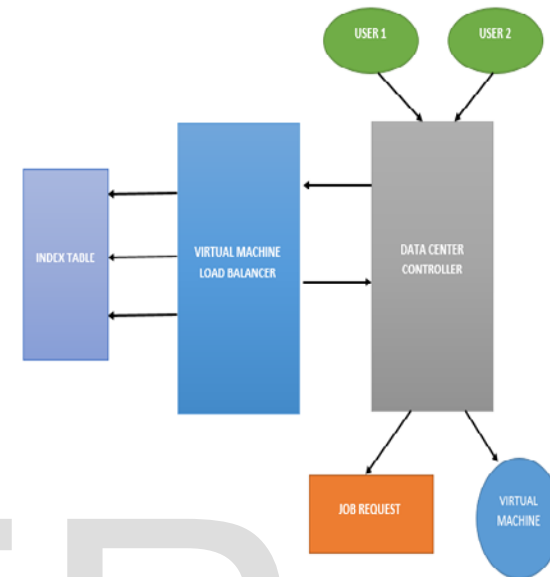 USER 1
USER 2
INDEX TABLE
VIRTUAL MACHINE
LOAD BALANCER
DATA CENTER
CONTROLLER
JOB REQUEST
VIRTUAL
MACHINE